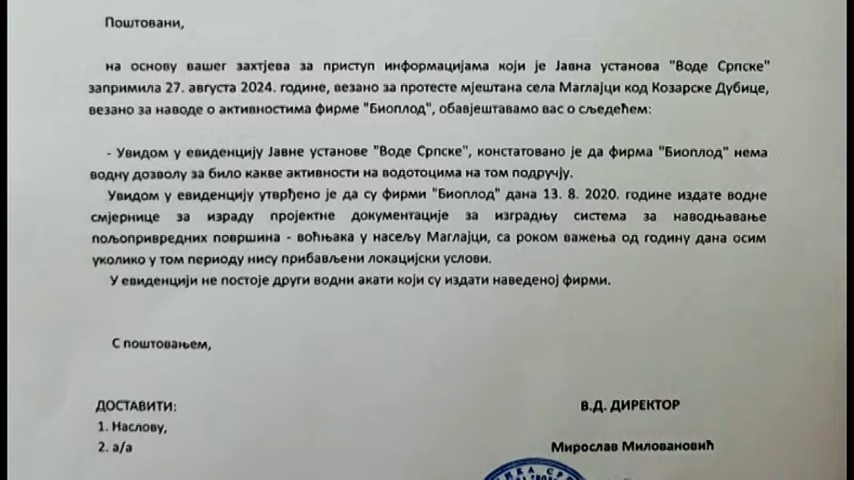 Поштовани,
на основу вашег захтјева за приступ информацијама који је Јавна установа "Воде Српске"
запримила 27. августа 2024. године, везано за протесте мјештана села Маглајци код Козарске Дубице,
везано за наводе о активностима фирме "Биоплод", обавјештавамо вас о сљедећем:
- Увидом у евиденцију Јавне установе "Воде Српске", констатовано је да фирма "Биоплод" нема
водну дозволу за било какве активности на водотоцима на том подручју.
Увидом у евиденцију утврђено је да су фирми "Биоплод" дана 13. 8. 2020. године издате водне
смјернице за израду пројектне документације за изградњу система за наводњавање
пољопривредних површина - воћњака у насељу Маглајци, са роком важења од годину дана осим
уколико у том периоду нису прибављени локацијски услови.
У евиденцији не постоје други водни акати који су издати наведеној фирми.
С поштовањем,
ДОСТАВИТИ:
1. Наслову,
2. а/а
В.Д. ДИРЕКТОР
Мирослав Миловановић